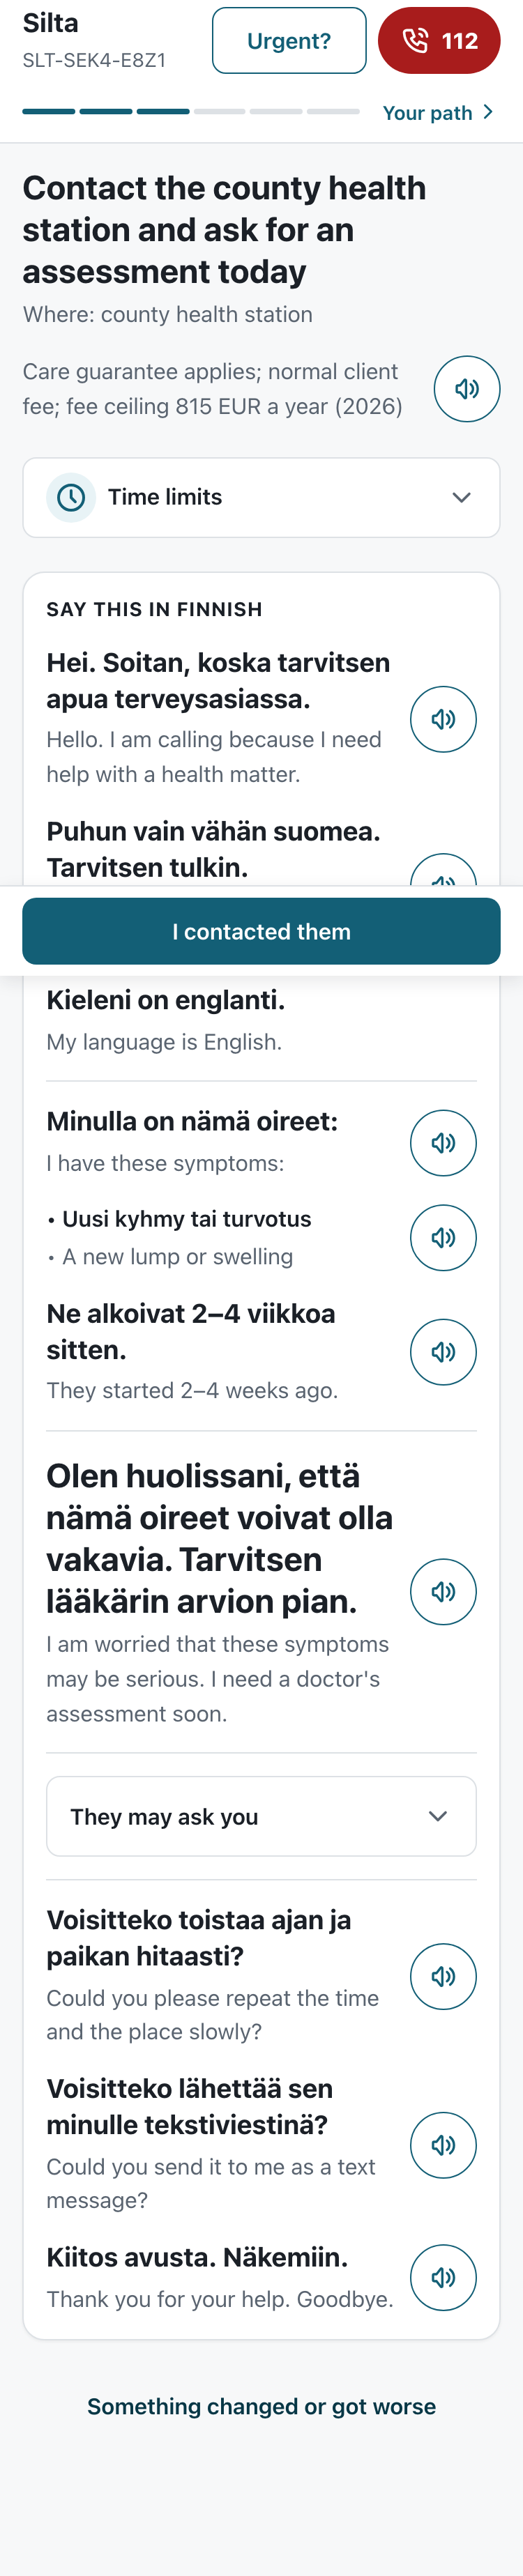 Silta
SLT-SEK4-E8Z1
Urgent?
112
Your path
Contact the county health
station and ask for an
assessment today
Where: county health station
Care guarantee applies; normal client
fee; fee ceiling 815 EUR a year (2026)
Time limits
SAY THIS IN FINNISH
Hei. Soitan, koska tarvitsen
apua terveysasiassa.
Hello. I am calling because I need
help with a health matter.
Puhun vain vähän suomea.
Tarvitsen tulkin.
I contacted them
Kieleni on englanti.
My language is English.
Minulla on nämä oireet:
I have these symptoms:
• Uusi kyhmy tai turvotus
• A new lump or swelling
Ne alkoivat 2–4 viikkoa
sitten.
They started 2–4 weeks ago.
Olen huolissani, että
nämä oireet voivat olla
vakavia. Tarvitsen
lääkärin arvion pian.
I am worried that these symptoms
may be serious. I need a doctor's
assessment soon.
They may ask you
Voisitteko toistaa ajan ja
paikan hitaasti?
Could you please repeat the time
and the place slowly?
Voisitteko lähettää sen
minulle tekstiviestinä?
Could you send it to me as a text
message?
Kiitos avusta. Näkemiin.
Thank you for your help. Goodbye.
Something changed or got worse